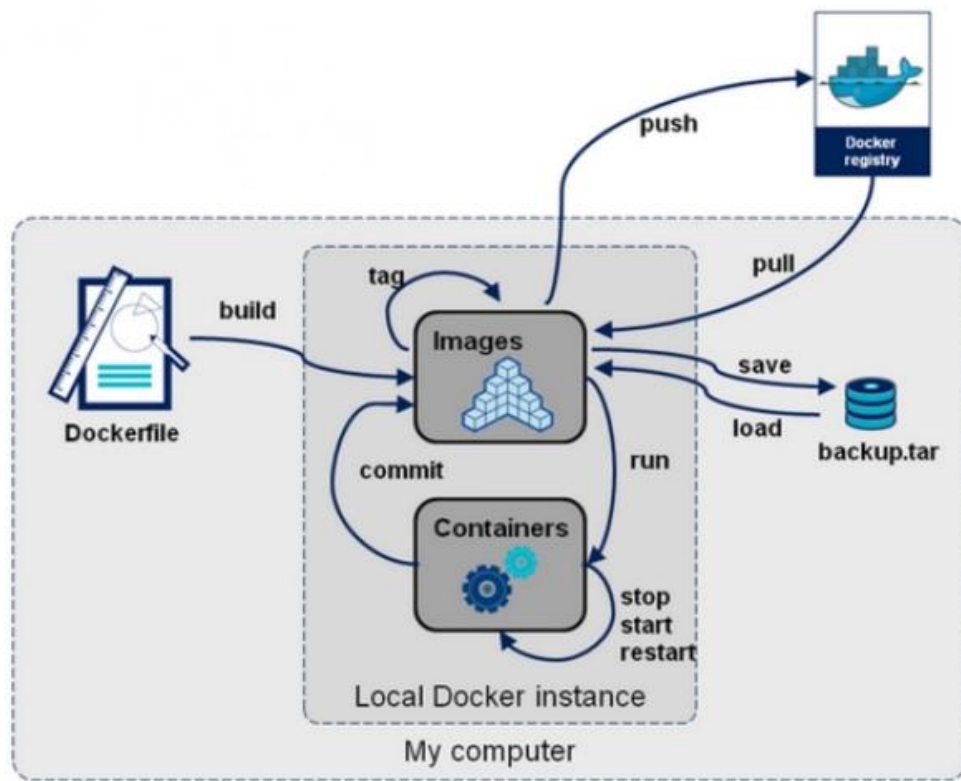 push
Docker
registry
pull
tag
build
Images
save
Dockerfile
load
backup.tar
commit
run
Containers
stop
start
restart
Local Docker instance
My computer